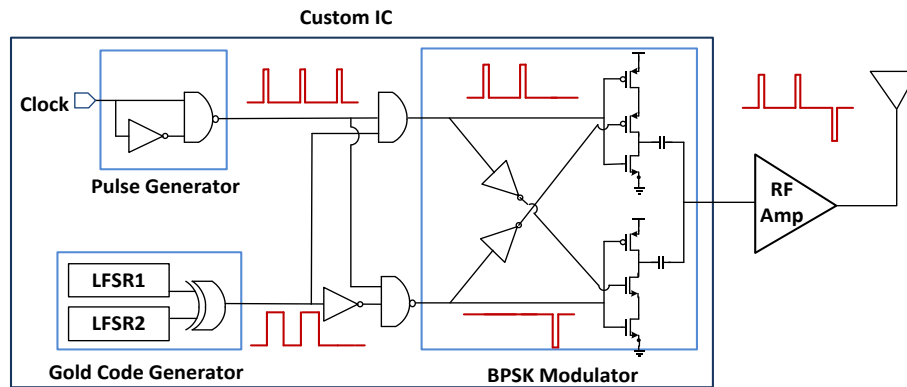 Custom IC
Clock
Pulse Generator
LFSR1
LFSR2
Gold Code Generator
BPSK Modulator
RF
Amp